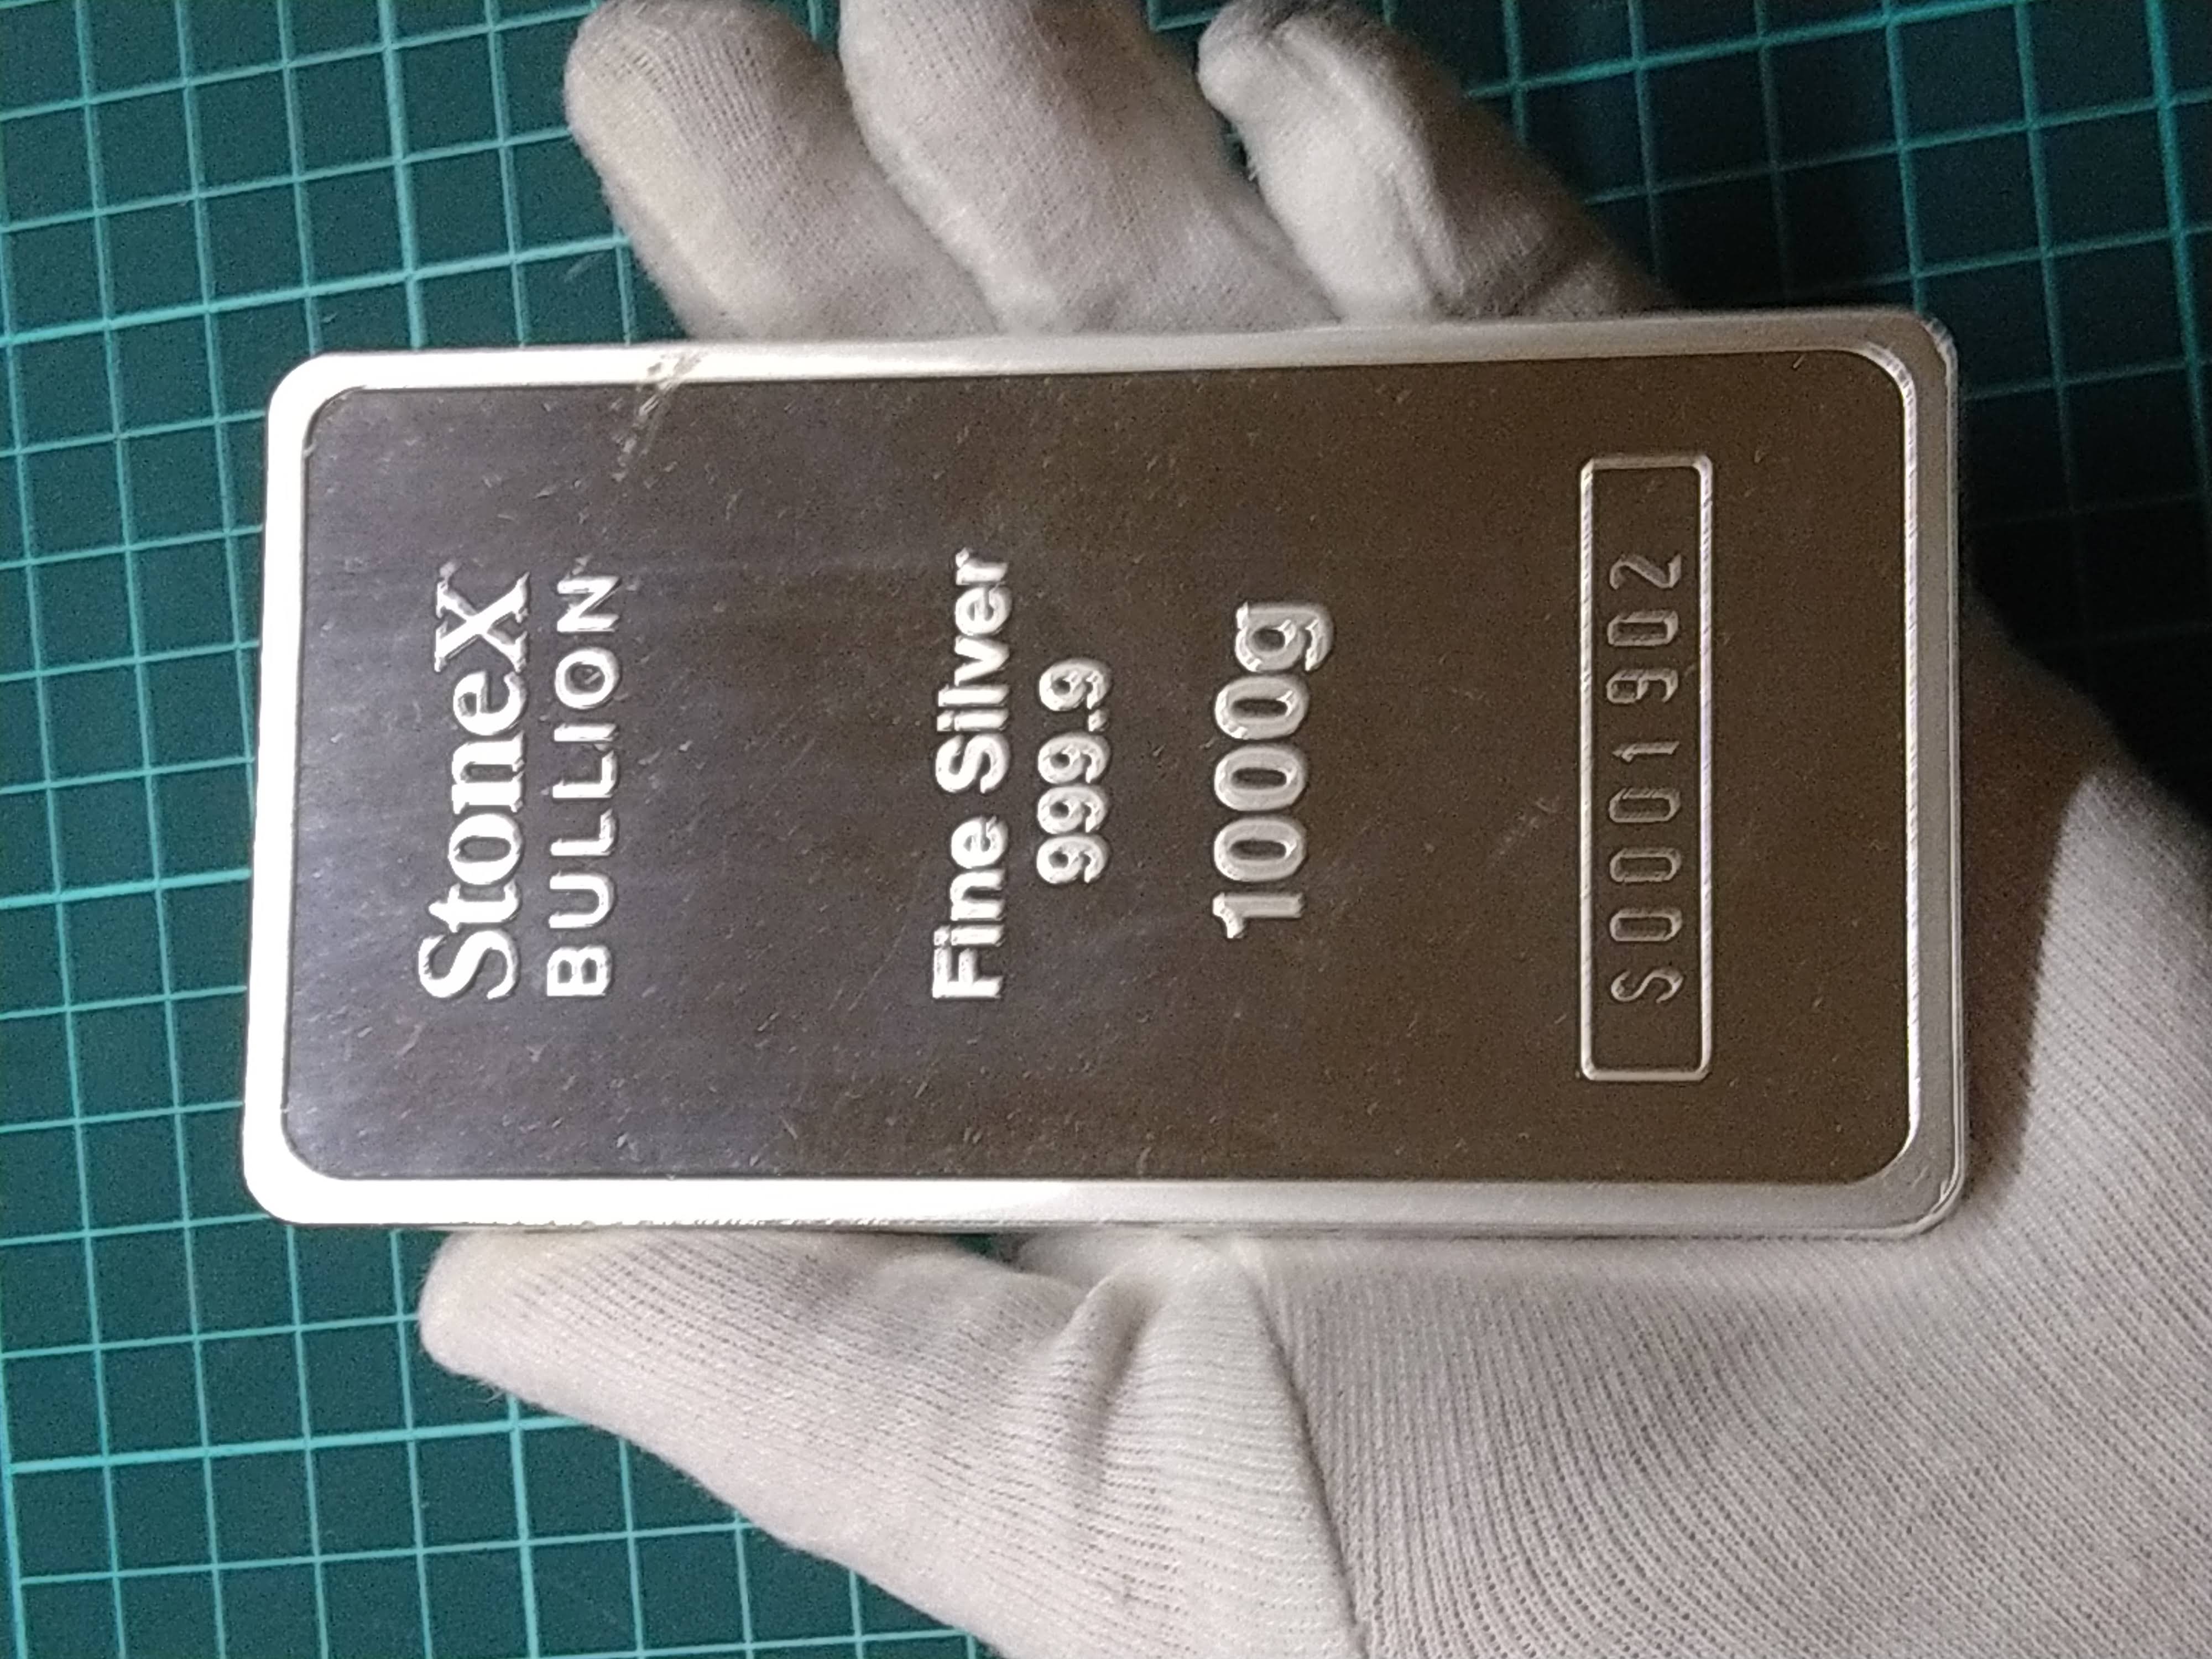 StoneX
BULLION
Fine Silver
999.9
1000g
S0001902